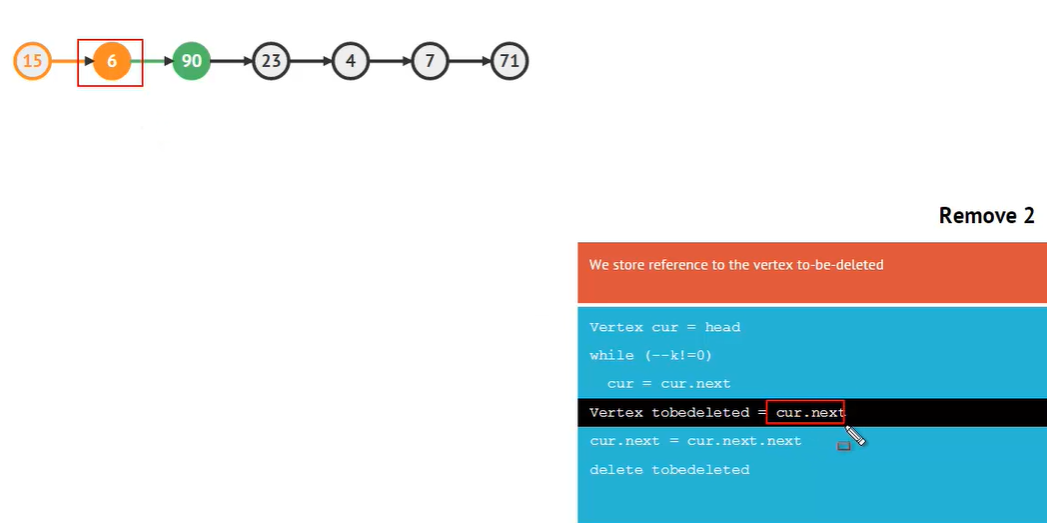 15 6 90 23 4 7 71
Remove 2
We store reference to the vertex to-be-deleted
Vertex cur = head
while (--k!=0)
cur = cur.next
Vertex tobedeleted = cur.next
cur.next = cur.next.next
delete tobedeleted